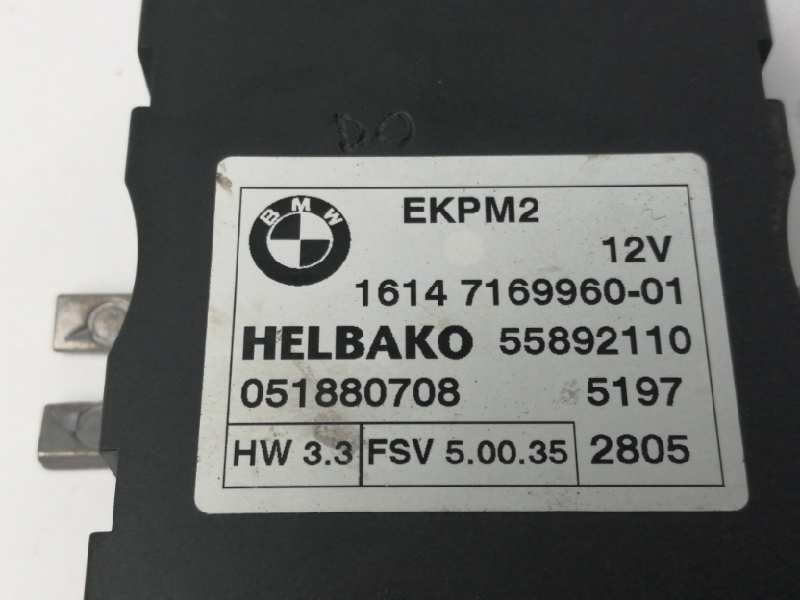 BMW
EKPM2
12V
1614 7169960-01
HELBAKO 55892110
051880708 5197
HW 3.3 FSV 5.00.35 2805